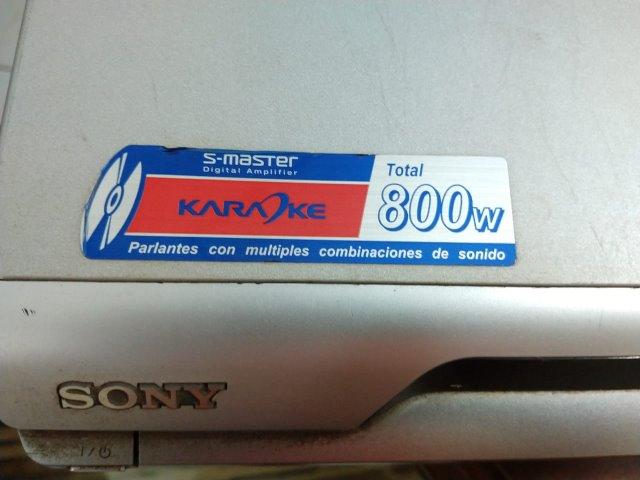 S-master
Digital Amplifier
KARAOKE
Total
800W
Parlantes con multiples combinaciones de sonido
SONY
I/⏻